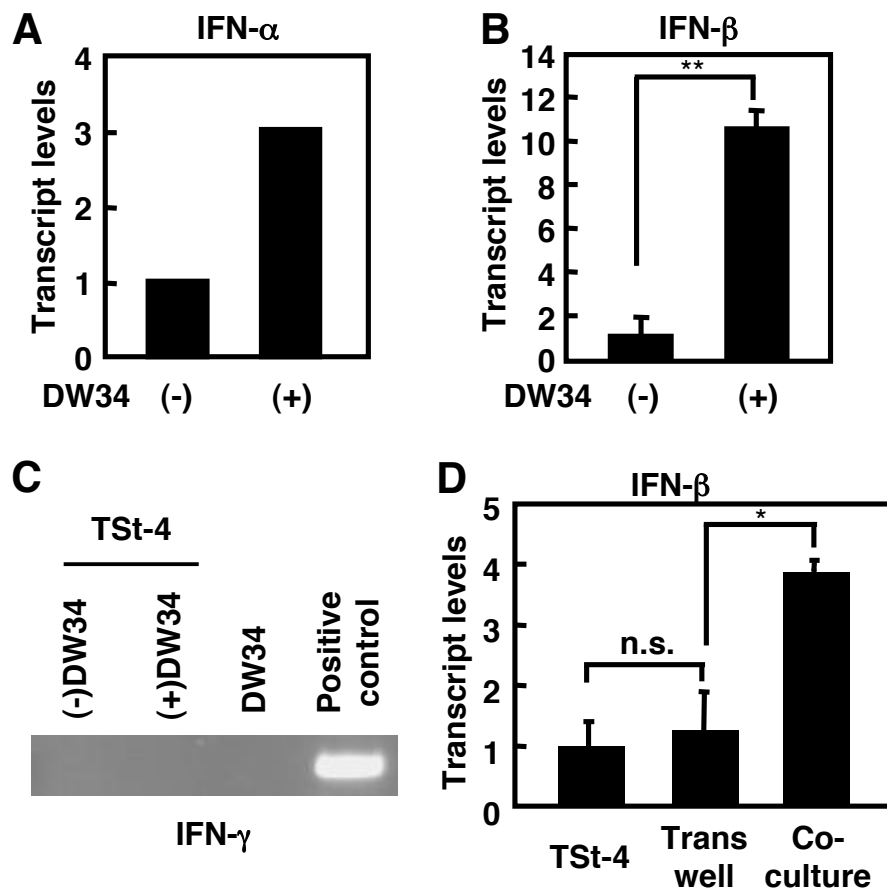 A
IFN-α
Transcript levels
4
3
2
1
0
DW34 (-) (+)
B
IFN-β
Transcript levels
14
12
10
8
6
4
2
0
**
DW34 (-) (+)
C
TSt-4
(-)DW34
(+)DW34
DW34
Positive
control
IFN-γ
D
IFN-β
Transcript levels
5
4
3
2
1
0
n.s.
*
TSt-4
Trans
well
Co-
culture